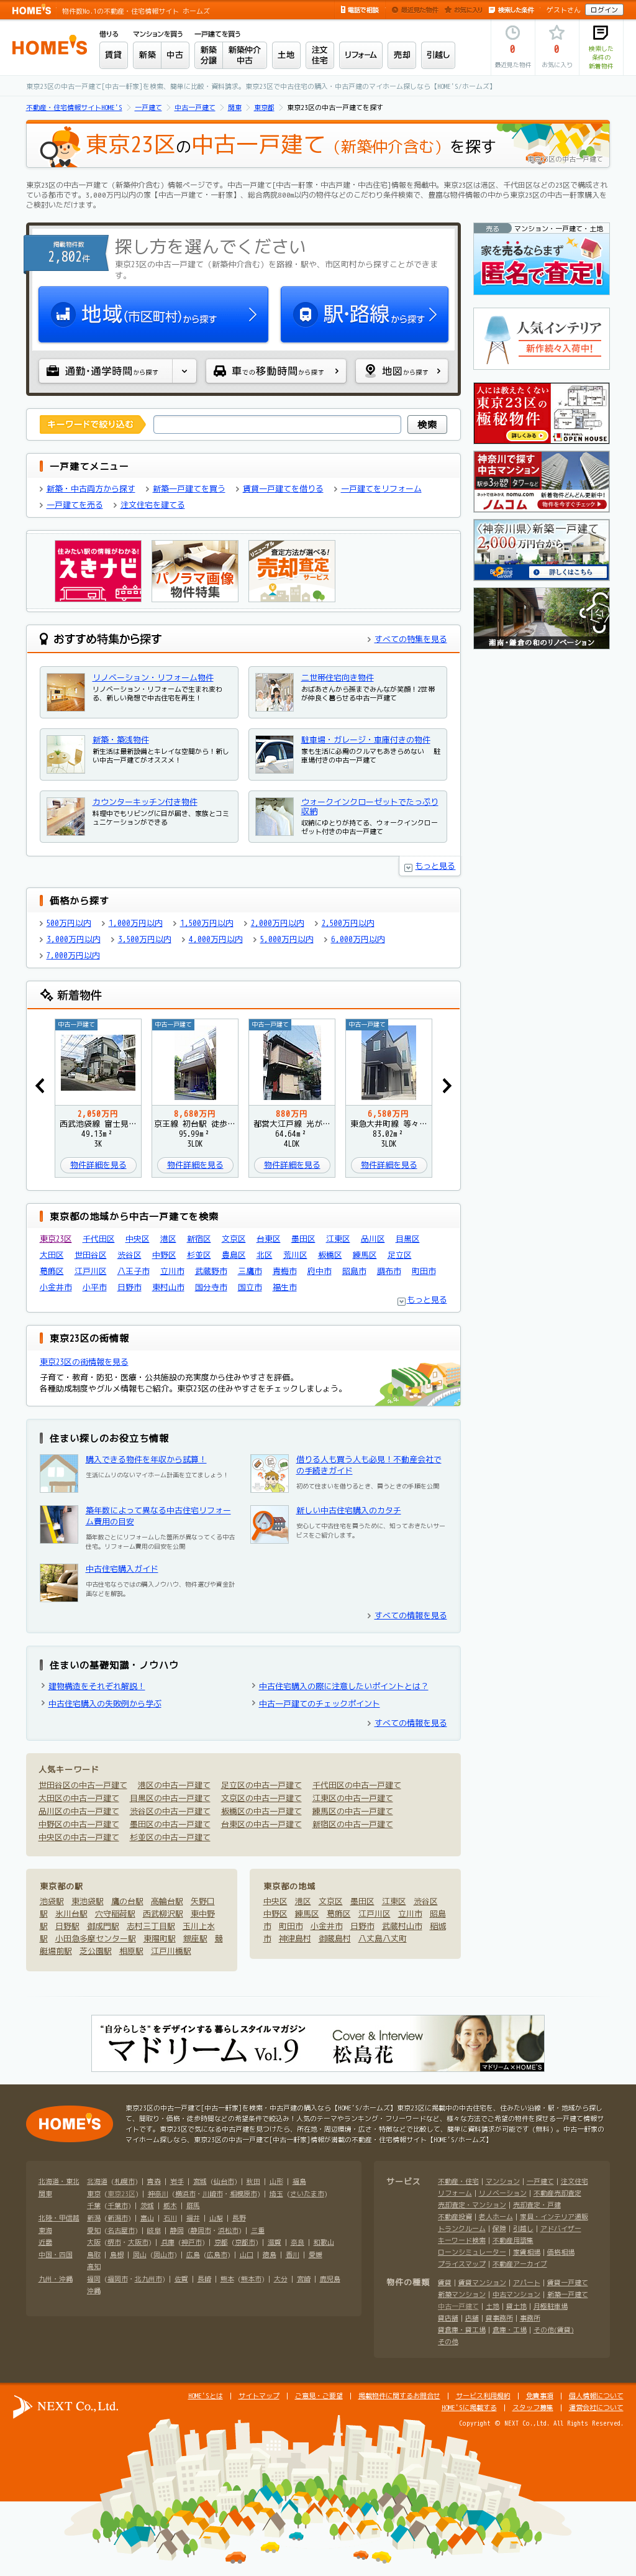 HOME'S 物件数No.1の不動産・住宅情報サイト ホームズ
電話で相談 最近見た物件 お気に入り 検索した条件 ゲストさん ログイン
HOME'S
借りる マンションを買う 一戸建てを買う
賃貸 新築 中古 新築分譲 新築仲介中古 土地 注文住宅 リフォーム 売却 引越し
0 最近見た物件
0 お気に入り
検索した条件の新着物件
東京23区の中古一戸建て[中古一軒家]を検索、簡単に比較・資料請求。東京23区で中古住宅の購入・中古戸建のマイホーム探しなら【HOME'S/ホームズ】
不動産・住宅情報サイトHOME'S > 一戸建て > 中古一戸建て > 関東 > 東京都 > 東京23区の中古一戸建てを探す
東京23区の中古一戸建て（新築仲介含む）を探す
東京23区の中古一戸建て（新築仲介含む）情報ページです。中古一戸建て[中古一軒家・中古戸建・中古住宅]情報を掲載中。東京23区は港区、千代田区などの23区で構成されている都市です。3,000万円以内の家【中古一戸建て・一軒家】、総合病院800m以内の物件などのこだわり条件検索で、豊富な物件情報の中から東京23区の中古一軒家購入をご検討いただけます。
掲載物件数
2,802件
探し方を選んでください
東京23区の中古一戸建て（新築仲介含む）を路線・駅や、市区町村から探すことができます。
地域(市区町村)から探す
駅・路線から探す
通勤・通学時間から探す
車での移動時間から探す
地図から探す
キーワードで絞り込む 検索
一戸建てメニュー
新築・中古両方から探す 新築一戸建てを買う 賃貸一戸建てを借りる 一戸建てをリフォーム
一戸建てを売る 注文住宅を建てる
住みたい駅の情報がわかる!
えきナビ
パノラマ画像
物件特集
リニューアル
査定方法が選べる!
売却査定
サービス
おすすめ特集から探す
すべての特集を見る
リノベーション・リフォーム物件
リノベーション・リフォームで生まれ変わる、新しい発想で中古住宅を再生！
二世帯住宅向き物件
おばあさんから孫までみんなが笑顔！2世帯が仲良く暮らせる中古一戸建て
新築・築浅物件
新生活は最新設備とキレイな空間から！新しい中古一戸建てがオススメ！
駐車場・ガレージ・車庫付きの物件
家も生活に必需のクルマもあきらめない 駐車場付きの中古一戸建て
カウンターキッチン付き物件
料理中でもリビングに目が届き、家族とコミュニケーションができる
ウォークインクローゼットでたっぷり収納
収納にゆとりが持てる、ウォークインクローゼット付きの中古一戸建て
もっと見る
価格から探す
500万円以内 1,000万円以内 1,500万円以内 2,000万円以内 2,500万円以内
3,000万円以内 3,500万円以内 4,000万円以内 5,000万円以内 6,000万円以内
7,000万円以内
新着物件
中古一戸建て 中古一戸建て 中古一戸建て 中古一戸建て
2,050万円 8,680万円 880万円 6,580万円
西武池袋線 富士見… 京王線 初台駅 徒歩… 都営大江戸線 光が… 東急大井町線 等々…
49.13m² 95.99m² 64.64m² 83.02m²
3K 3LDK 4LDK 3LDK
物件詳細を見る 物件詳細を見る 物件詳細を見る 物件詳細を見る
東京都の地域から中古一戸建てを検索
東京23区 千代田区 中央区 港区 新宿区 文京区 台東区 墨田区 江東区 品川区 目黒区
大田区 世田谷区 渋谷区 中野区 杉並区 豊島区 北区 荒川区 板橋区 練馬区 足立区
葛飾区 江戸川区 八王子市 立川市 武蔵野市 三鷹市 青梅市 府中市 昭島市 調布市 町田市
小金井市 小平市 日野市 東村山市 国分寺市 国立市 福生市
もっと見る
東京23区の街情報
東京23区の街情報を見る
子育て・教育・防犯・医療・公共施設の充実度から住みやすさを評価。
各種助成制度やグルメ情報もご紹介。東京23区の住みやすさをチェックしましょう。
住まい探しのお役立ち情報
購入できる物件を年収から試算！
生活にムリのないマイホーム計画を立てましょう！
借りる人も買う人も必見！不動産会社での手続きガイド
初めて住まいを借りるとき、買うときの手順を公開
築年数によって異なる中古住宅リフォーム費用の目安
築年数ごとにリフォームした箇所が異なってくる中古住宅。リフォーム費用の目安を公開
新しい中古住宅購入のカタチ
安心して中古住宅を買うために、知っておきたいサービスをご紹介します。
中古住宅購入ガイド
中古住宅ならではの購入ノウハウ、物件選びや資金計画などを解説。
すべての情報を見る
住まいの基礎知識・ノウハウ
建物構造をそれぞれ解説！ 中古住宅購入の際に注意したいポイントとは？
中古住宅購入の失敗例から学ぶ 中古一戸建てのチェックポイント
すべての情報を見る
人気キーワード
世田谷区の中古一戸建て 港区の中古一戸建て 足立区の中古一戸建て 千代田区の中古一戸建て
大田区の中古一戸建て 目黒区の中古一戸建て 文京区の中古一戸建て 江東区の中古一戸建て
品川区の中古一戸建て 渋谷区の中古一戸建て 板橋区の中古一戸建て 練馬区の中古一戸建て
中野区の中古一戸建て 墨田区の中古一戸建て 台東区の中古一戸建て 新宿区の中古一戸建て
中央区の中古一戸建て 杉並区の中古一戸建て
東京都の駅
池袋駅 東池袋駅 鷹の台駅 高輪台駅 矢野口駅 氷川台駅 穴守稲荷駅 西武柳沢駅 東中野駅 日野駅 御成門駅 志村三丁目駅 玉川上水駅 小田急多摩センター駅 東陽町駅 銀座駅 競艇場前駅 芝公園駅 相原駅 江戸川橋駅
東京都の地域
中央区 港区 文京区 墨田区 江東区 渋谷区
中野区 練馬区 葛飾区 江戸川区 立川市 昭島市 町田市 小金井市 日野市 武蔵村山市 稲城市 神津島村 御蔵島村 八丈島八丈町
売る マンション・一戸建て・土地
家を売るならまず
匿名で査定!
人気インテリア
新作続々入荷中!
人には教えたくない
東京23区の
極秘物件
詳しくみる
OPEN HOUSE
神奈川で探す
中古マンション
駅歩3分 タワーなど
ネットで住みかえ nomu.com
ノムコム
新着物件どんどん更新中!
物件を今すぐチェック
〈神奈川県〉新築一戸建て
2,000万円台から
詳しくはこちら
湘南・鎌倉の和のリノベーション
"自分らしさ"をデザインする暮らしスタイルマガジン
マドリーム Vol.9
Cover & Interview
松島花
マドリーム×HOME'S
HOME'S
東京23区の中古一戸建て[中古一軒家]を検索・中古戸建の購入なら【HOME'S/ホームズ】東京23区に掲載中の中古住宅を、住みたい沿線・駅・地域から探して、間取り・価格・徒歩時間などの希望条件で絞込み！人気のテーマやランキング・フリーワードなど、様々な方法でご希望の物件を探せる一戸建て情報サイトです。東京23区で気になる中古戸建を見つけたら、所在地・周辺環境・広さ・特徴などで比較して、簡単に資料請求が可能です（無料）。中古一軒家のマイホーム探しなら、東京23区の中古一戸建て[中古一軒家]情報が満載の不動産・住宅情報サイト【HOME'S/ホームズ】
北海道・東北 北海道 (札幌市) | 青森 | 岩手 | 宮城 (仙台市) | 秋田 | 山形 | 福島
関東 東京 (東京23区) | 神奈川 (横浜市・川崎市・相模原市) | 埼玉 (さいたま市)
千葉 (千葉市) | 茨城 | 栃木 | 群馬
北陸・甲信越 新潟 (新潟市) | 富山 | 石川 | 福井 | 山梨 | 長野
東海 愛知 (名古屋市) | 岐阜 | 静岡 (静岡市・浜松市) | 三重
近畿 大阪 (堺市・大阪市) | 兵庫 (神戸市) | 京都 (京都市) | 滋賀 | 奈良 | 和歌山
中国・四国 鳥取 | 島根 | 岡山 (岡山市) | 広島 (広島市) | 山口 | 徳島 | 香川 | 愛媛
高知
九州・沖縄 福岡 (福岡市・北九州市) | 佐賀 | 長崎 | 熊本 (熊本市) | 大分 | 宮崎 | 鹿児島
沖縄
サービス 不動産・住宅 | マンション | 一戸建て | 注文住宅
リフォーム | リノベーション | 不動産売却査定
売却査定・マンション | 売却査定・戸建
不動産投資 | 老人ホーム | 家具・インテリア通販
トランクルーム | 保険 | 引越し | アドバイザー
キーワード検索 | 不動産用語集
ローンシミュレーター | 家賃相場 | 価格相場
プライスマップ | 不動産アーカイブ
物件の種類 賃貸 | 賃貸マンション | アパート | 賃貸一戸建て
新築マンション | 中古マンション | 新築一戸建て
中古一戸建て | 土地 | 貸土地 | 月極駐車場
貸店舗 | 店舗 | 貸事務所 | 事務所
貸倉庫・貸工場 | 倉庫・工場 | その他(賃貸)
その他
NEXT Co.,Ltd.
HOME'Sとは | サイトマップ | ご意見・ご要望 | 掲載物件に関するお問合せ | サービス利用規約 | 免責事項 | 個人情報について
HOME'Sに掲載する | スタッフ募集 | 運営会社について
Copyright © NEXT Co.,Ltd. All Rights Reserved.